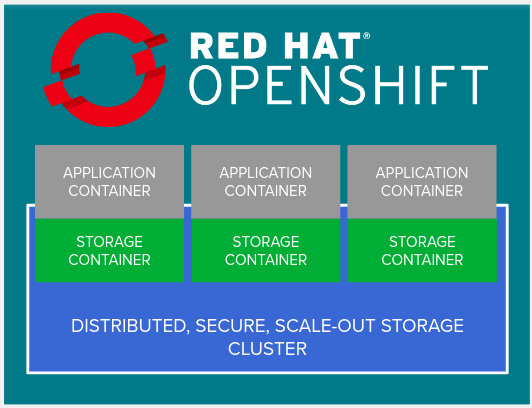 RED HAT®
OPENSHIFT
APPLICATION
CONTAINER
APPLICATION
CONTAINER
APPLICATION
CONTAINER
STORAGE
CONTAINER
STORAGE
CONTAINER
STORAGE
CONTAINER
DISTRIBUTED, SECURE, SCALE-OUT STORAGE
CLUSTER